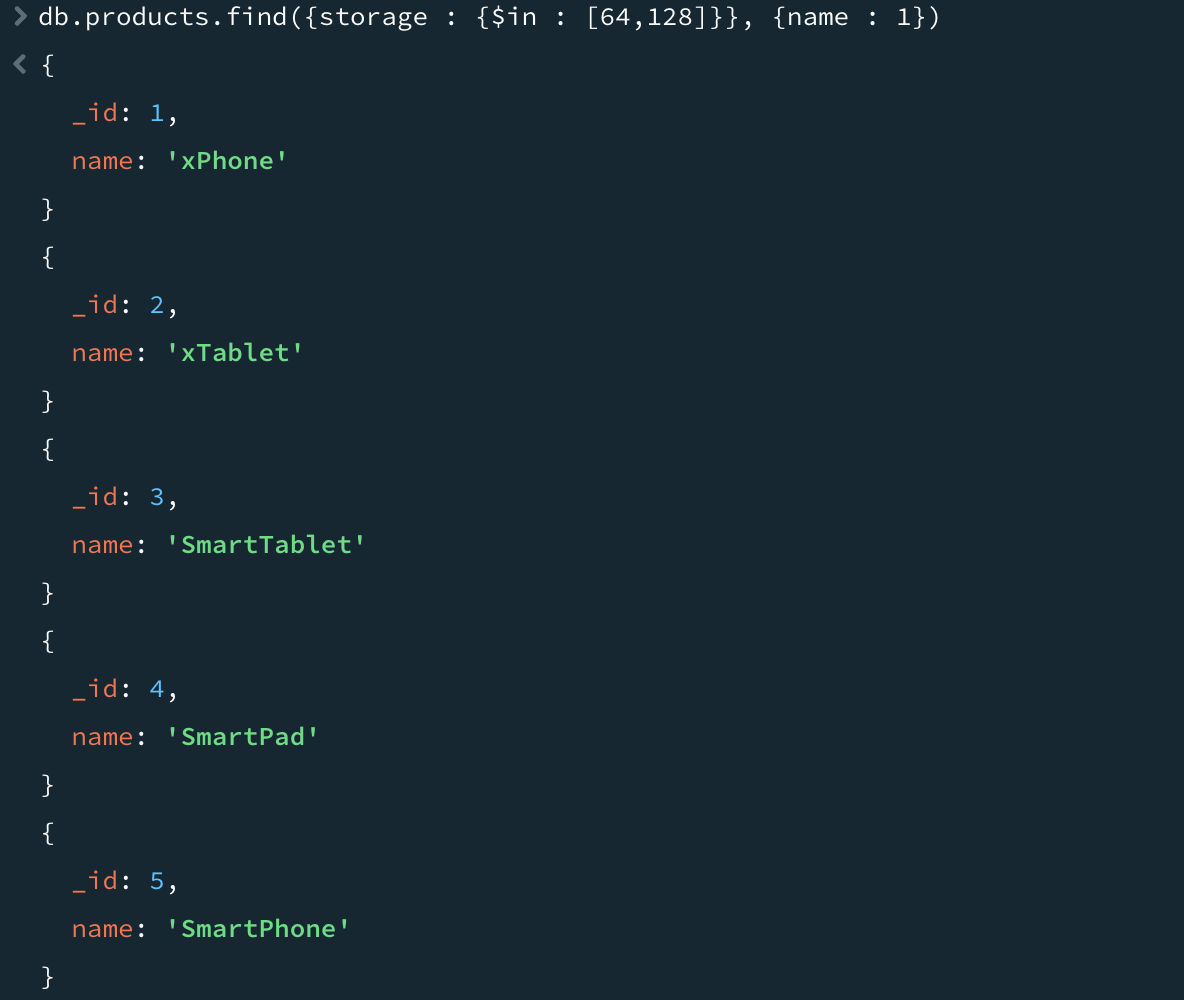 > db.products.find({storage : {$in : [64,128]}}, {name : 1})
< {
_id: 1,
name: 'xPhone'
}
{
_id: 2,
name: 'xTablet'
}
{
_id: 3,
name: 'SmartTablet'
}
{
_id: 4,
name: 'SmartPad'
}
{
_id: 5,
name: 'SmartPhone'
}